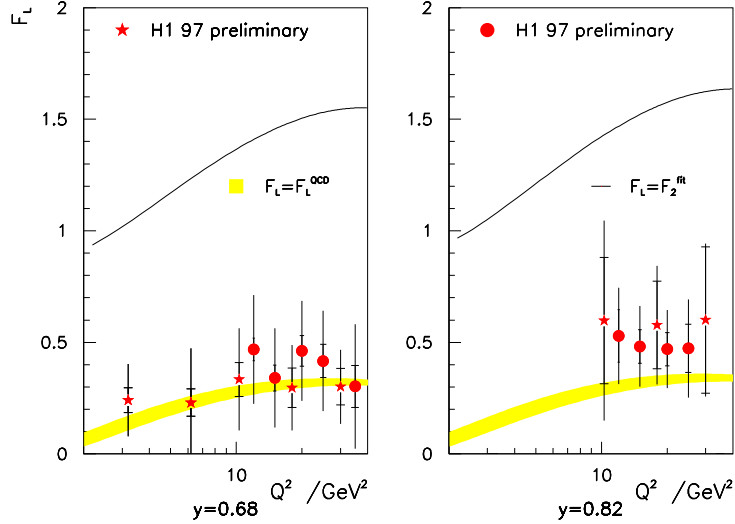 F_L
2
1.5
1
0.5
0
★ H1 97 preliminary
F_L=F_L^QCD
10
Q² /GeV²
y=0.68
2
1.5
1
0.5
0
● H1 97 preliminary
— F_L=F_2^fit
10
Q² /GeV²
y=0.82